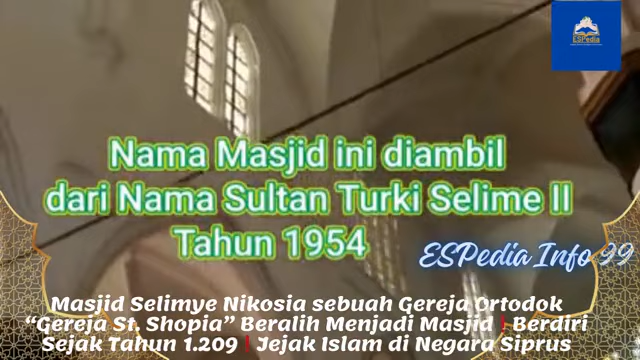 ESPedia
Nama Masjid ini diambil
dari Nama Sultan Turki Selime II
Tahun 1954
ESPedia Info 99
Masjid Selimye Nikosia sebuah Gereja Ortodok
“Gereja St. Shopia” Beralih Menjadi Masjid | Berdiri
Sejak Tahun 1.209 | Jejak Islam di Negara Siprus